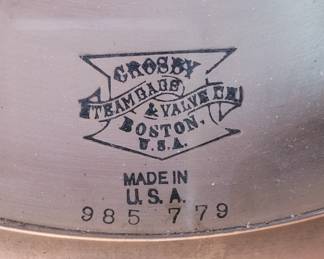 CROSBY
STEAM GAGE
& VALVE CO.
BOSTON,
U.S.A.
MADE IN
U.S.A.
985 779